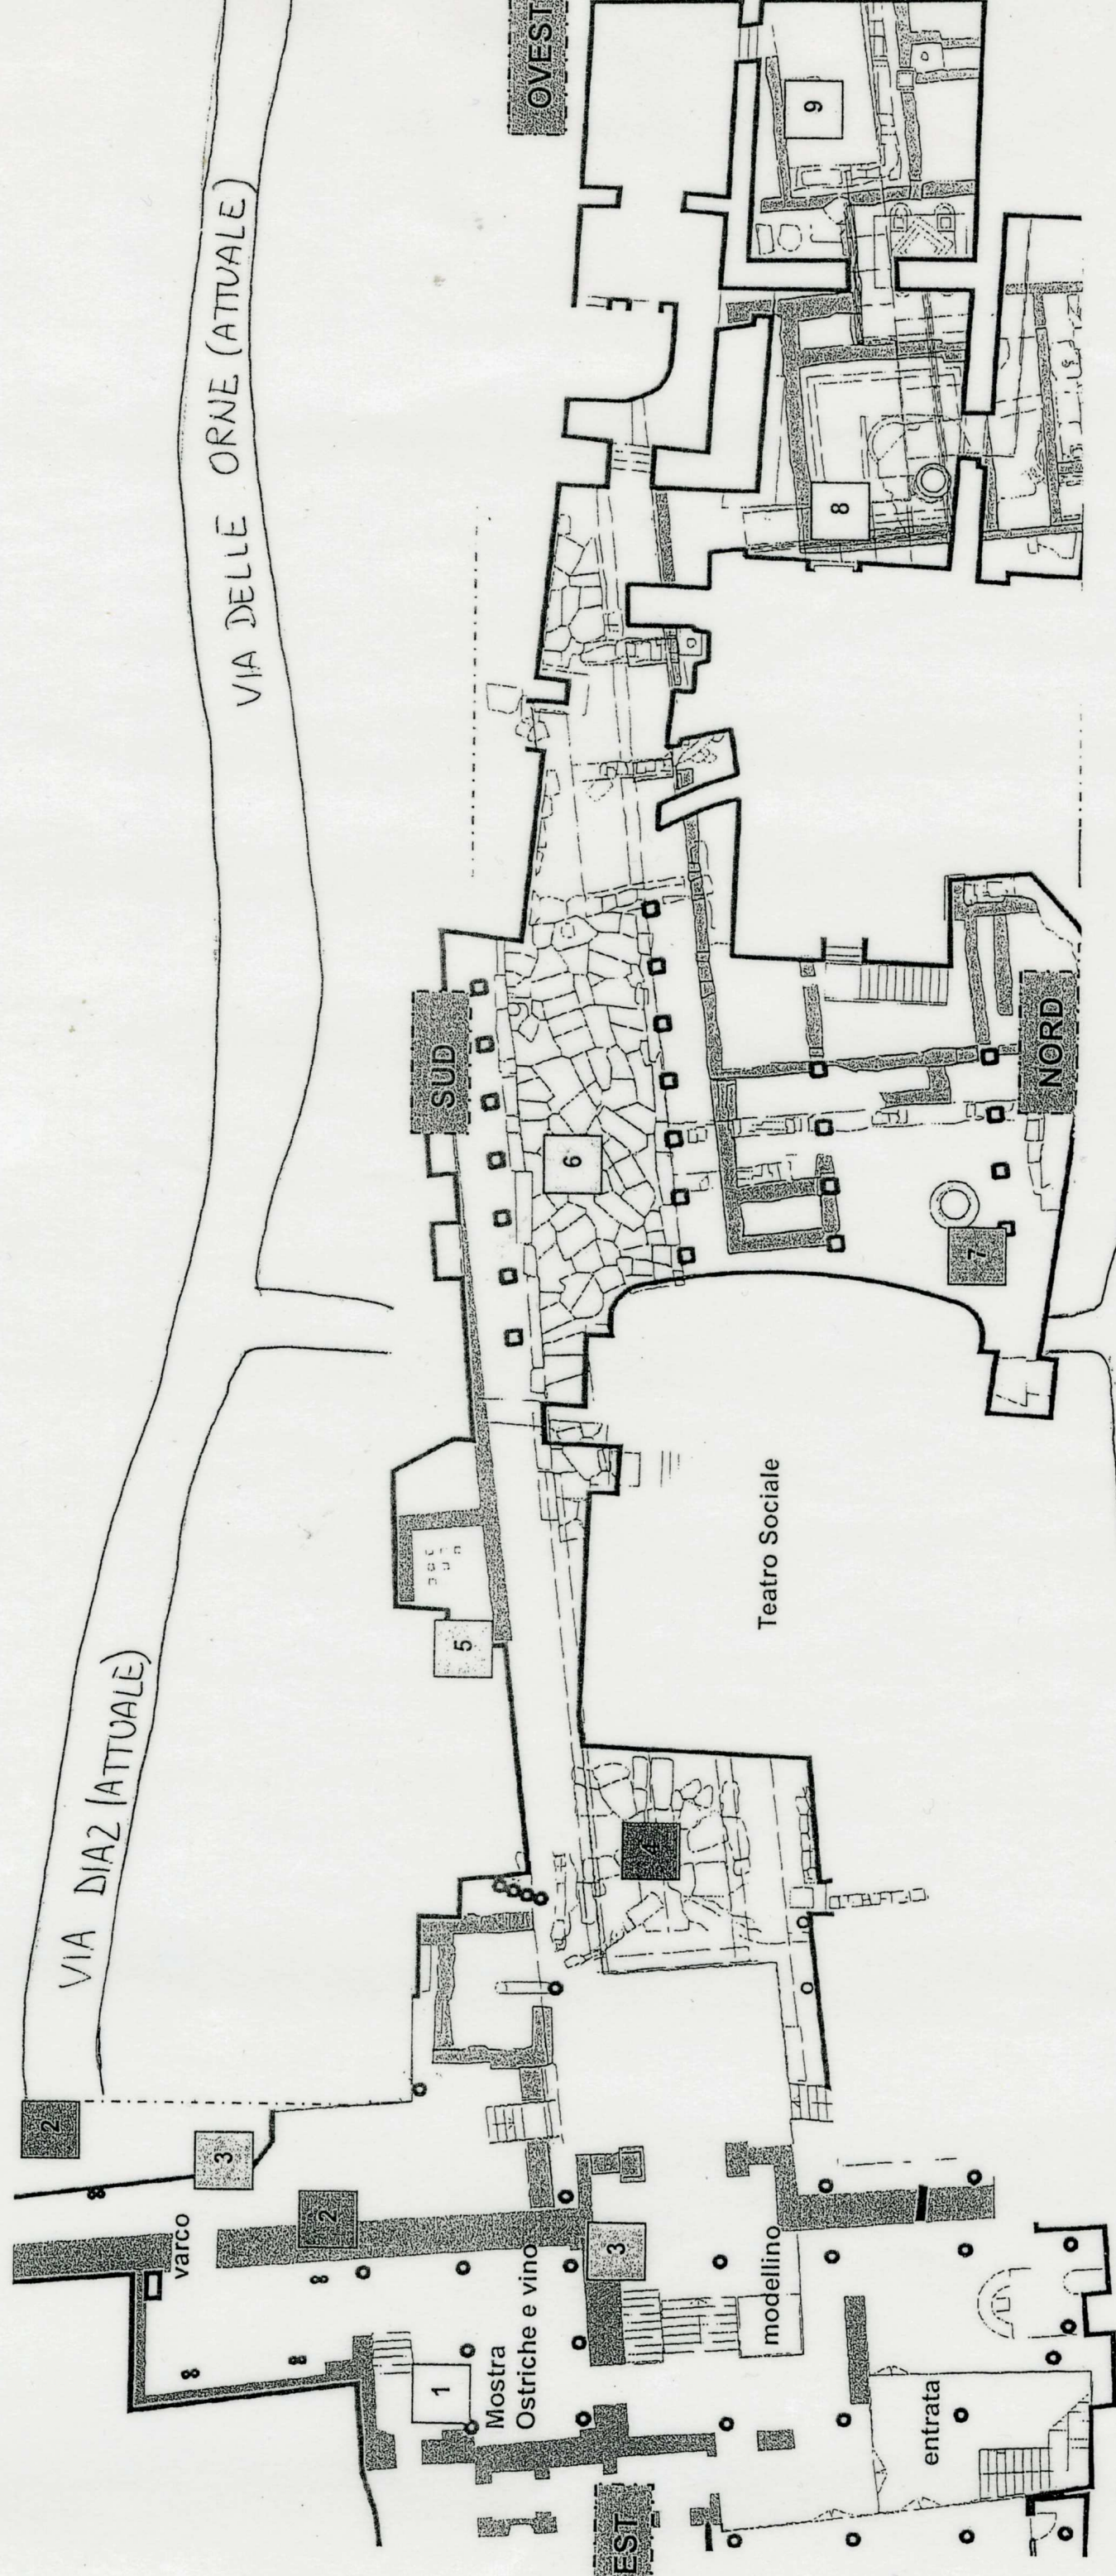 OVEST
9
VIA DELLE ORNE (ATTUALE)
8
SUD
NORD
6
7
Teatro Sociale
5
VIA DIAZ (ATTUALE)
4
2
3
varco
2
3
modellino
Mostra
Ostriche e vino
1
entrata
EST